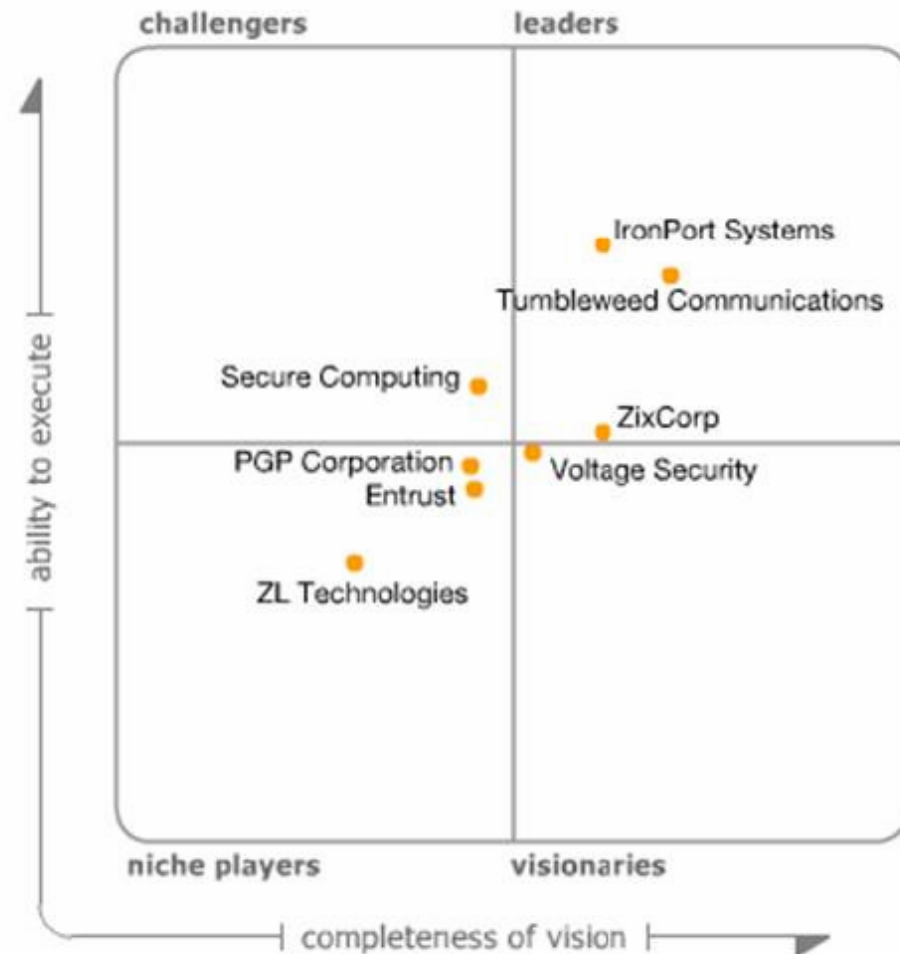 challengers
leaders
IronPort Systems
Tumbleweed Communications
Secure Computing
ZixCorp
PGP Corporation
Voltage Security
Entrust
ZL Technologies
ability to execute
niche players
visionaries
completeness of vision